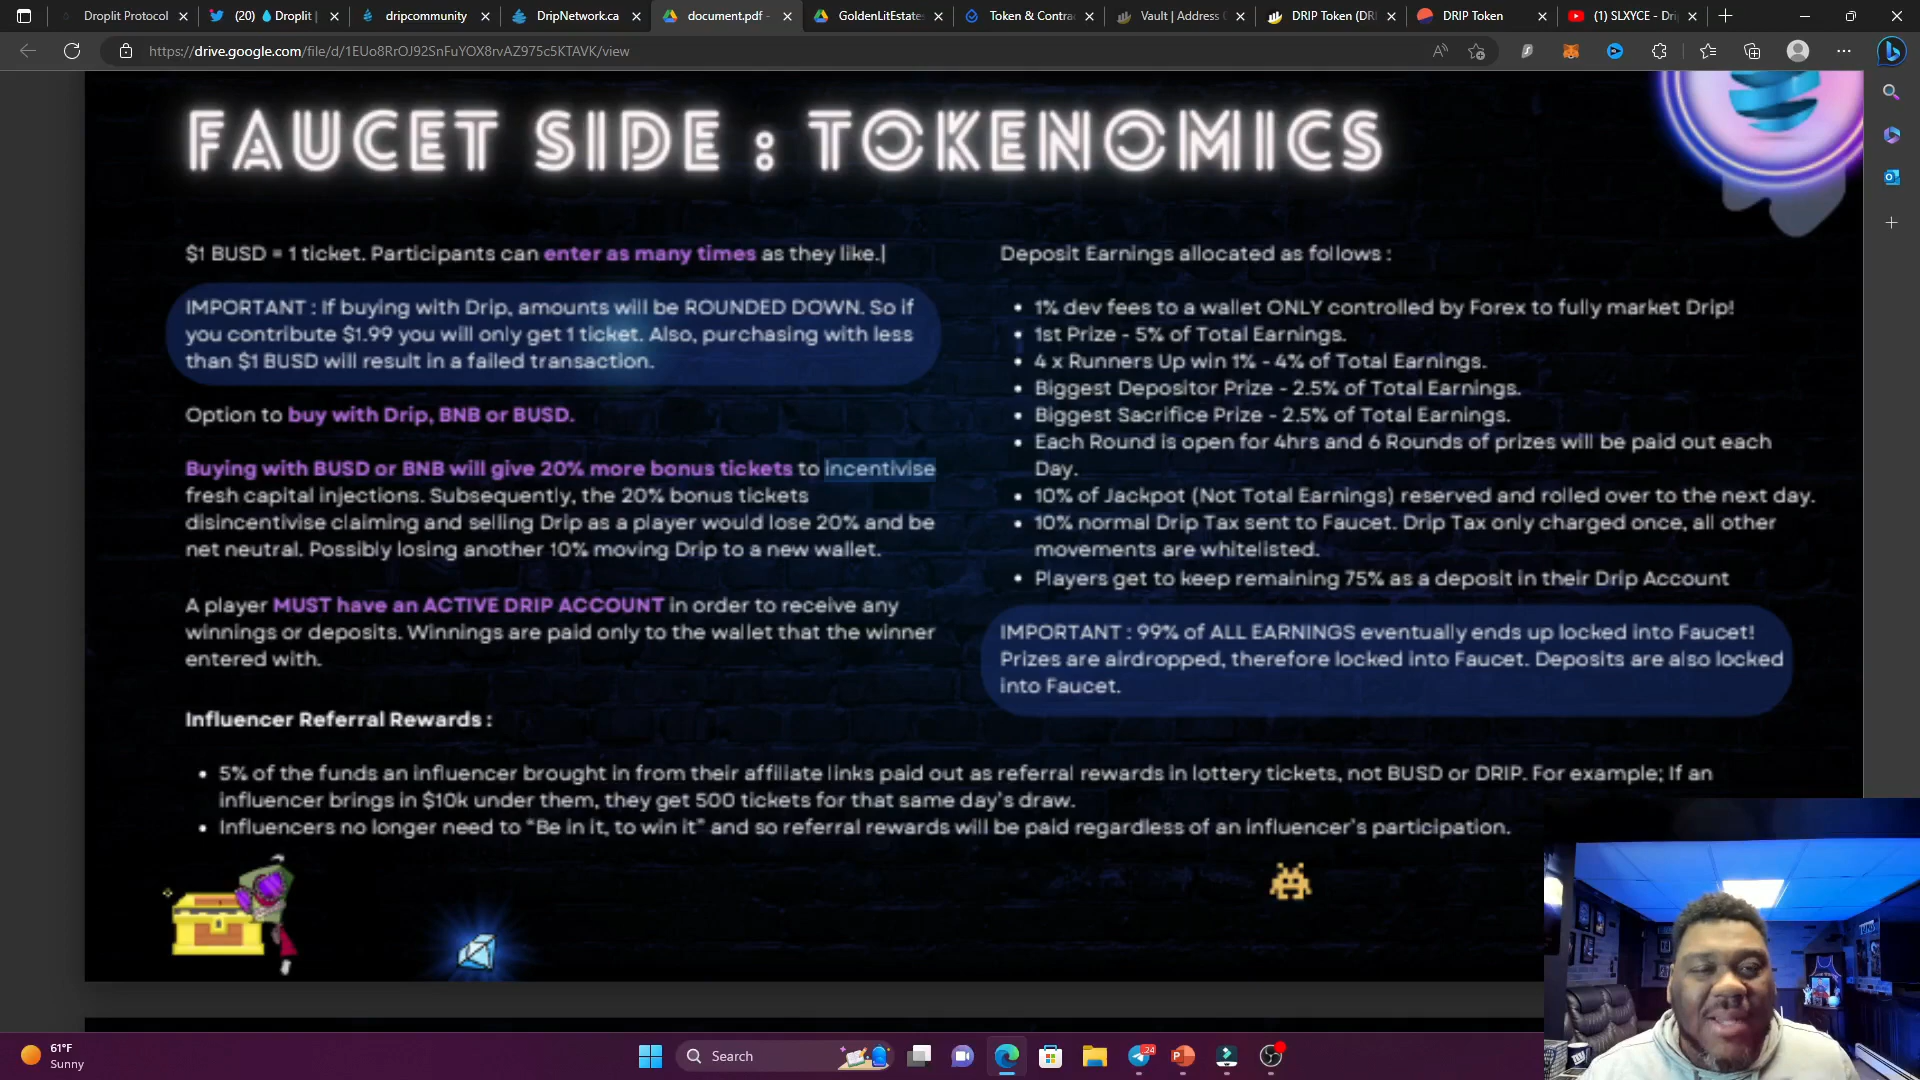 Droplit Protocol
(20) 💧Droplit |
dripcommunity
DripNetwork.ca
document.pdf -
GoldenLitEstate
Token & Contra
Vault | Address
DRIP Token (DRI
DRIP Token
(1) SLXYCE - Dri
https://drive.google.com/file/d/1EUo8RrOJ92SnFuYOX8rvAZ975c5KTAVK/view
FAUCET SIDE : TOKENOMICS
$1 BUSD = 1 ticket. Participants can enter as many times as they like.|
IMPORTANT : If buying with Drip, amounts will be ROUNDED DOWN. So if
you contribute $1.99 you will only get 1 ticket. Also, purchasing with less
than $1 BUSD will result in a failed transaction.
Option to buy with Drip, BNB or BUSD.
Buying with BUSD or BNB will give 20% more bonus tickets to incentivise
fresh capital injections. Subsequently, the 20% bonus tickets
disincentivise claiming and selling Drip as a player would lose 20% and be
net neutral. Possibly losing another 10% moving Drip to a new wallet.
A player MUST have an ACTIVE DRIP ACCOUNT in order to receive any
winnings or deposits. Winnings are paid only to the wallet that the winner
entered with.
Deposit Earnings allocated as follows :
• 1% dev fees to a wallet ONLY controlled by Forex to fully market Drip!
• 1st Prize - 5% of Total Earnings.
• 4 x Runners Up win 1% - 4% of Total Earnings.
• Biggest Depositor Prize - 2.5% of Total Earnings.
• Biggest Sacrifice Prize - 2.5% of Total Earnings.
• Each Round is open for 4hrs and 6 Rounds of prizes will be paid out each
Day.
• 10% of Jackpot (Not Total Earnings) reserved and rolled over to the next day.
• 10% normal Drip Tax sent to Faucet. Drip Tax only charged once, all other
movements are whitelisted.
• Players get to keep remaining 75% as a deposit in their Drip Account
IMPORTANT : 99% of ALL EARNINGS eventually ends up locked into Faucet!
Prizes are airdropped, therefore locked into Faucet. Deposits are also locked
into Faucet.
Influencer Referral Rewards :
• 5% of the funds an influencer brought in from their affiliate links paid out as referral rewards in lottery tickets, not BUSD or DRIP. For example; If an
influencer brings in $10k under them, they get 500 tickets for that same day's draw.
• Influencers no longer need to "Be in it, to win it" and so referral rewards will be paid regardless of an influencer's participation.
61°F
Sunny
Search
24